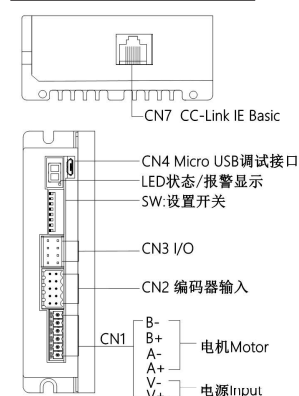 CN7 CC-Link IE Basic
CN4 Micro USB调试接口
LED状态/报警显示
SW:设置开关
CN3 I/O
CN2 编码器输入
CN1
B-
B+
A-
A+
电机Motor
V-
V+
电源Input